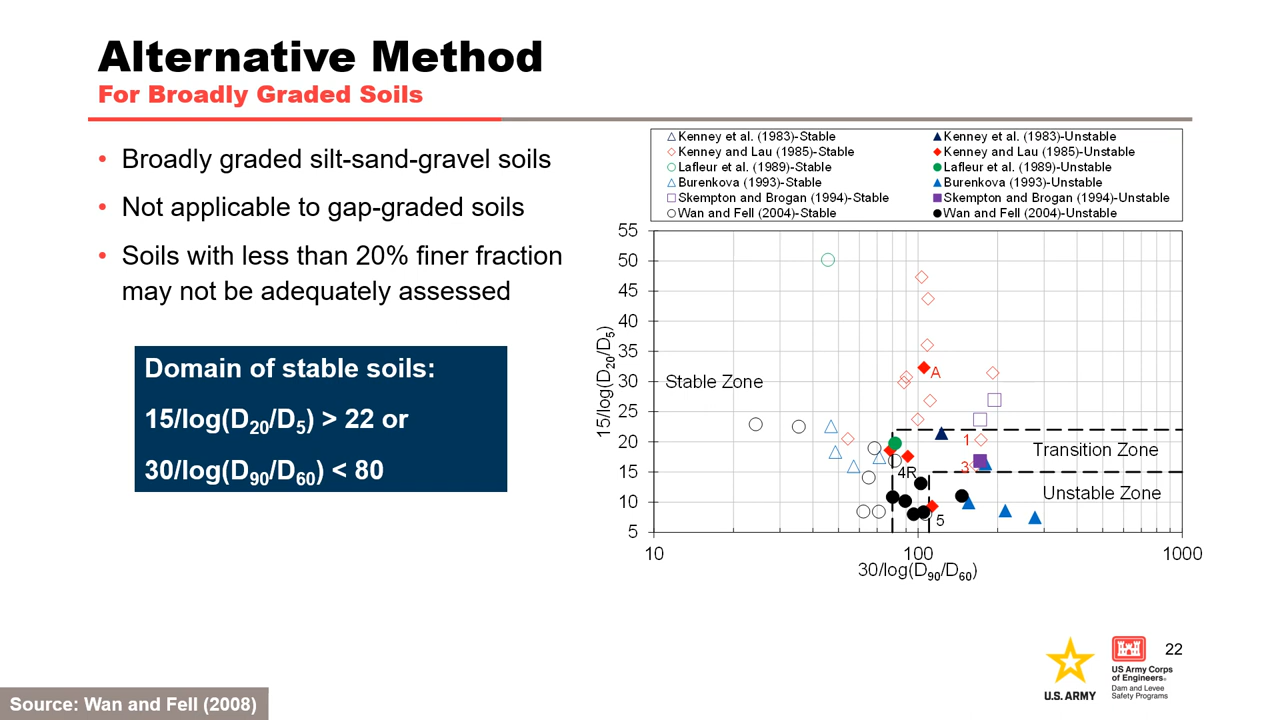 Alternative Method
For Broadly Graded Soils
• Broadly graded silt-sand-gravel soils
• Not applicable to gap-graded soils
• Soils with less than 20% finer fraction
may not be adequately assessed
Domain of stable soils:
15/log(D20/D5) > 22 or
30/log(D90/D60) < 80
Kenney et al. (1983)-Stable
Kenney et al. (1983)-Unstable
Kenney and Lau (1985)-Stable
Kenney and Lau (1985)-Unstable
Lafleur et al. (1989)-Stable
Lafleur et al. (1989)-Unstable
Burenkova (1993)-Stable
Burenkova (1993)-Unstable
Skempton and Brogan (1994)-Stable
Skempton and Brogan (1994)-Unstable
Wan and Fell (2004)-Stable
Wan and Fell (2004)-Unstable
15/log(D20/D5)
55
50
45
40
35
30
25
20
15
10
5
Stable Zone
A
1
Transition Zone
3
4R
Unstable Zone
5
10
100
1000
30/log(D90/D60)
22
U.S. ARMY
US Army Corps
of Engineers®
Dam and Levee
Safety Programs
Source: Wan and Fell (2008)